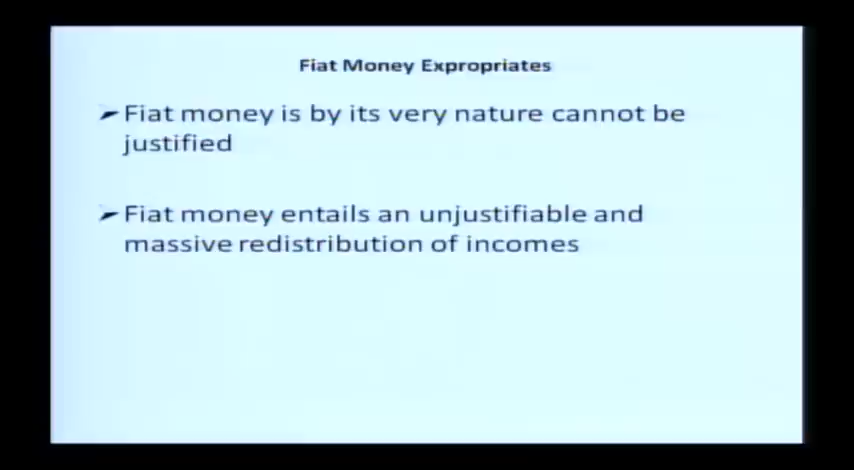 Fiat Money Expropriates
➢ Fiat money is by its very nature cannot be
justified
➢ Fiat money entails an unjustifiable and
massive redistribution of incomes